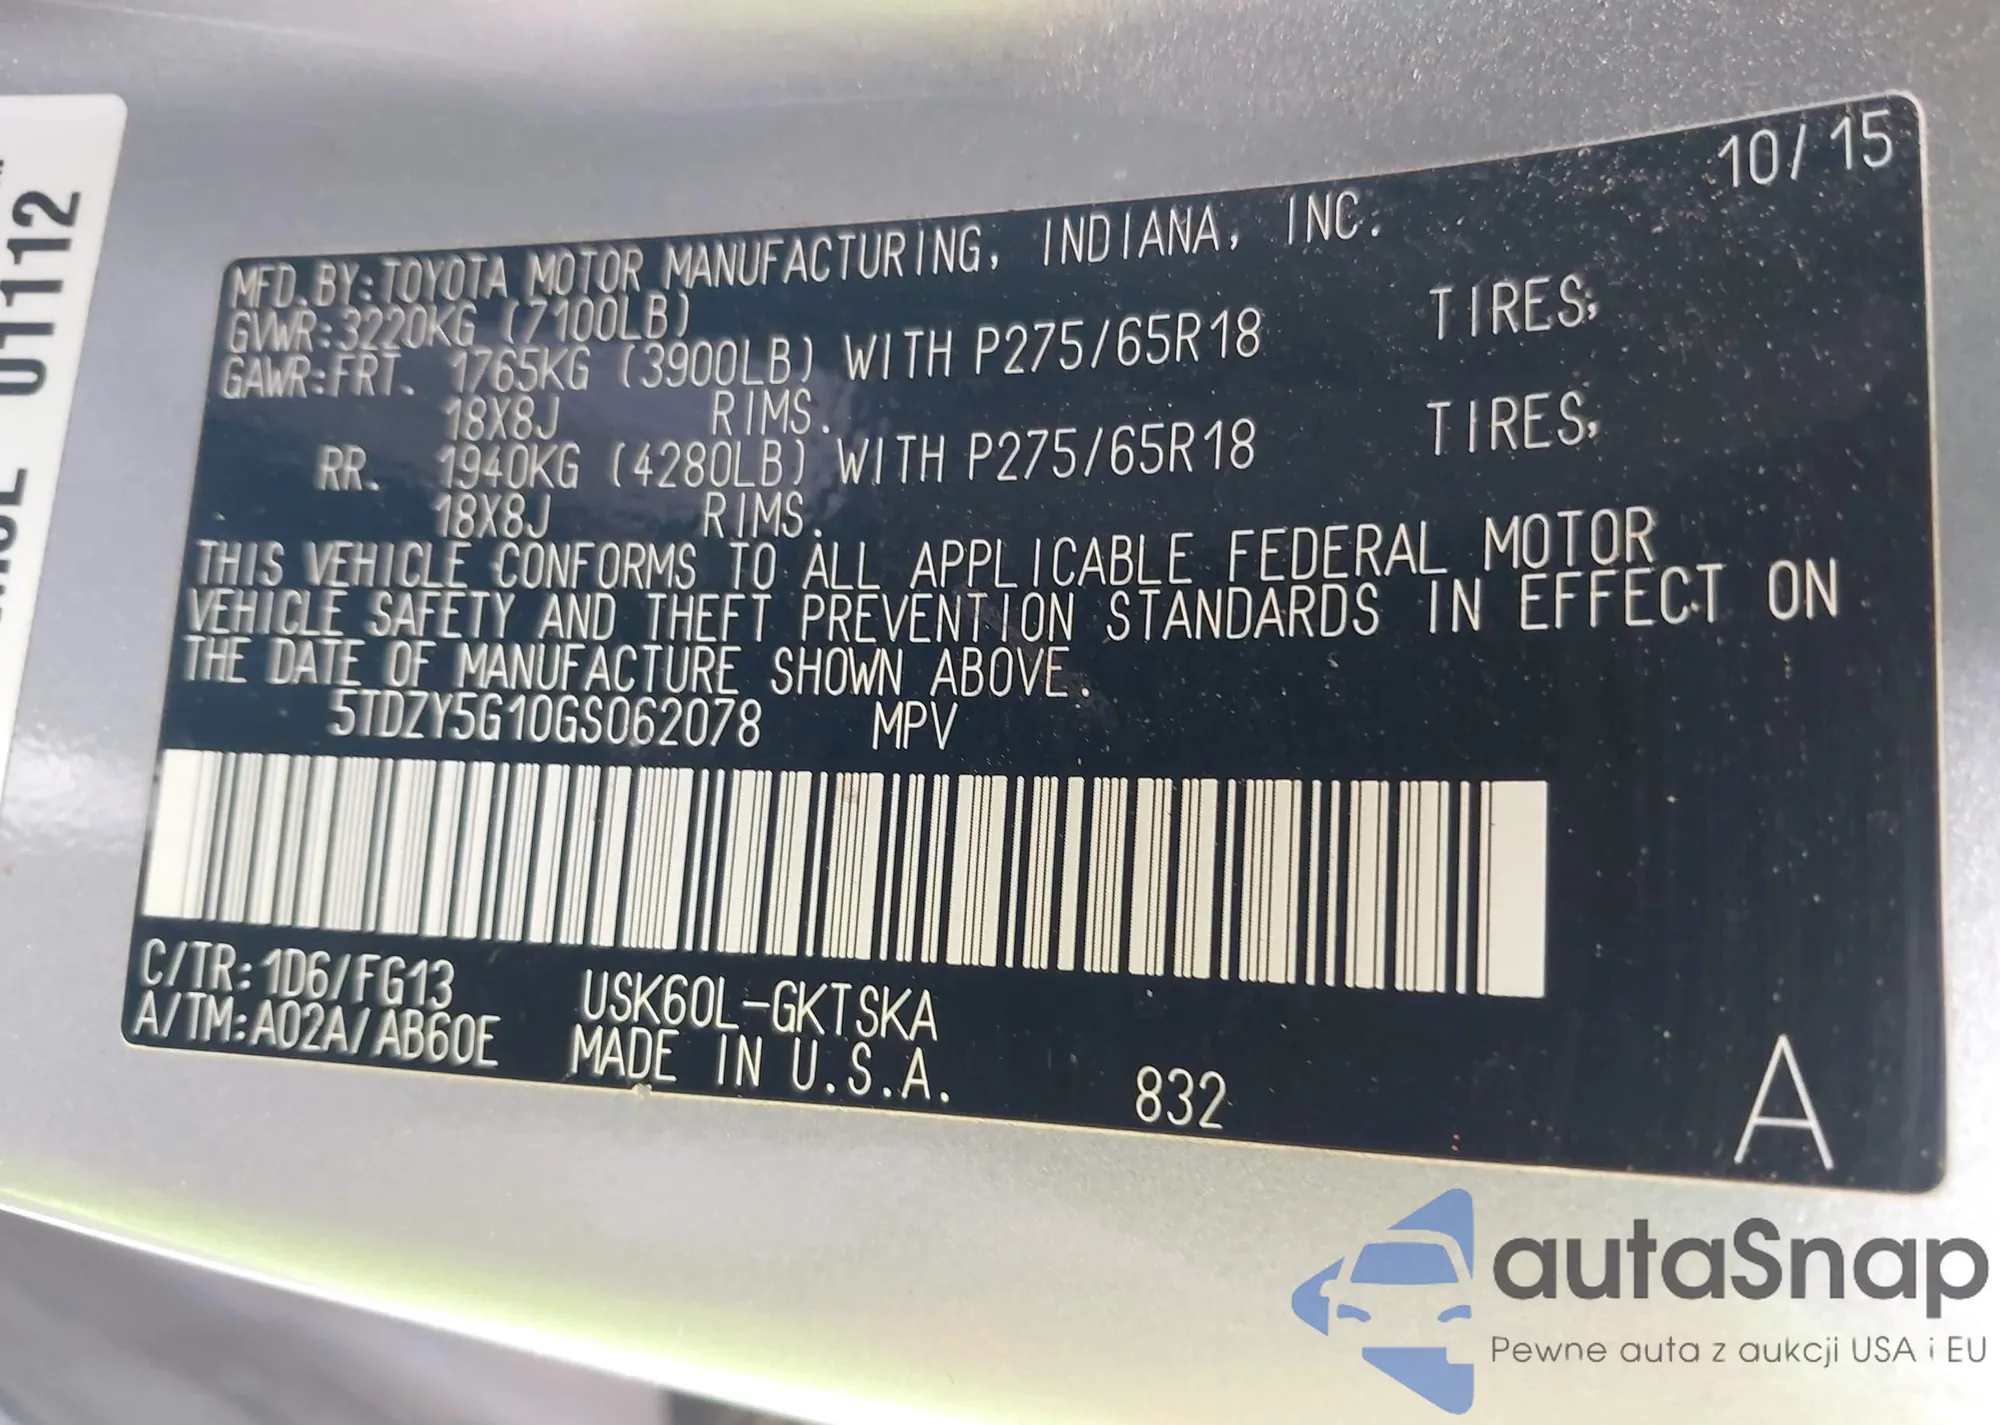 01112
10/15
MFD.BY:TOYOTA MOTOR MANUFACTURING, INDIANA, INC.
GVWR:3220KG (7100LB)
GAWR:FRT. 1765KG (3900LB) WITH P275/65R18 TIRES,
18X8J RIMS.
RR. 1940KG (4280LB) WITH P275/65R18 TIRES,
18X8J RIMS.
THIS VEHICLE CONFORMS TO ALL APPLICABLE FEDERAL MOTOR
VEHICLE SAFETY AND THEFT PREVENTION STANDARDS IN EFFECT ON
THE DATE OF MANUFACTURE SHOWN ABOVE.
5TDZY5G10GS062078 MPV
C/TR:1D6/FG13 USK60L-GKTSKA
A/TM:A02A/AB60E MADE IN U.S.A. 832 A
autaSnap
Pewne auta z aukcji USA i EU